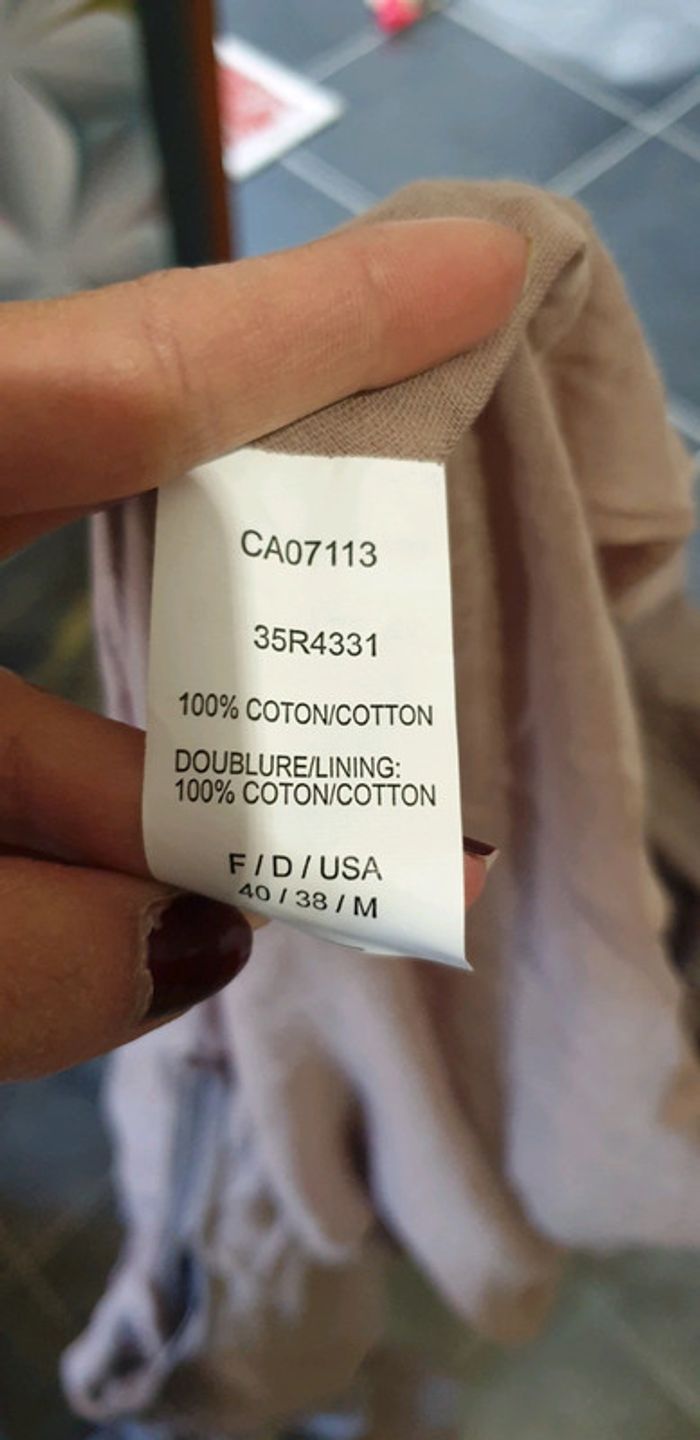 CA07113
35R4331
100% COTON/COTTON
DOUBLURE/LINING:
100% COTON/COTTON
F / D / USA
40 / 38 / M